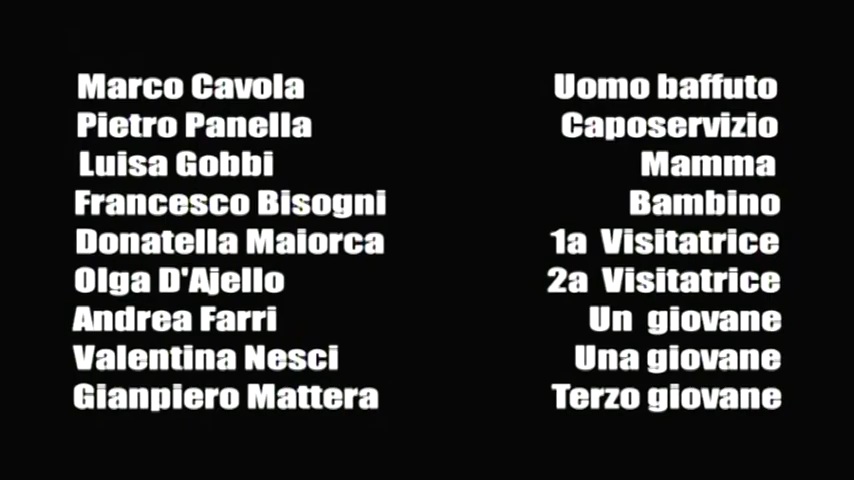 Marco Cavola Uomo baffuto
Pietro Panella Caposervizio
Luisa Gobbi Mamma
Francesco Bisogni Bambino
Donatella Maiorca 1a Visitatrice
Olga D'Ajello 2a Visitatrice
Andrea Farri Un giovane
Valentina Nesci Una giovane
Gianpiero Mattera Terzo giovane